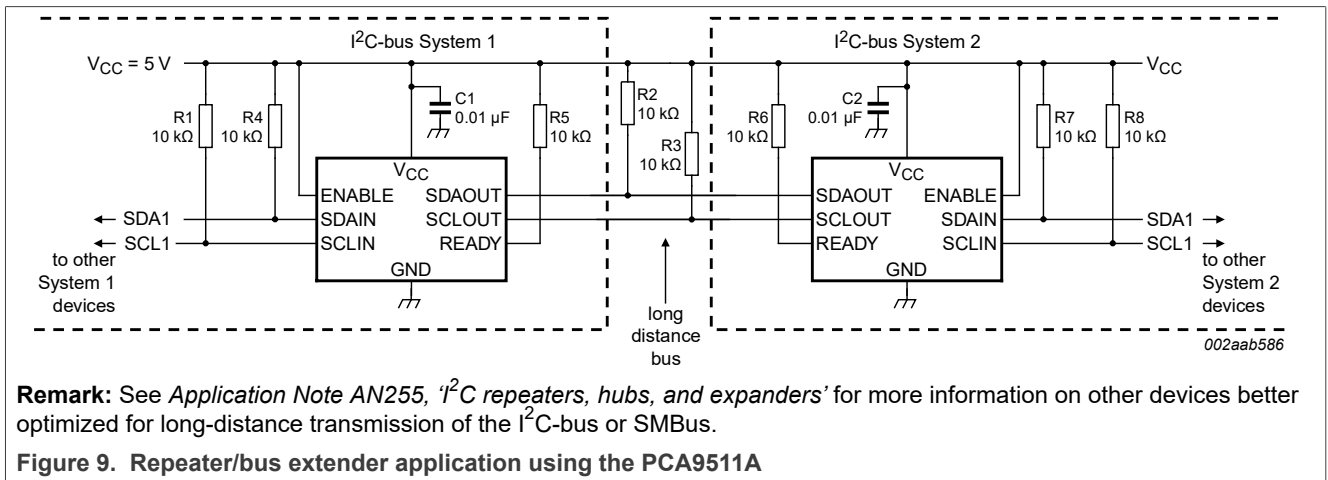 I²C-bus System 1
I²C-bus System 2
VCC = 5 V
VCC
R1
10 kΩ
R4
10 kΩ
C1
0.01 µF
R5
10 kΩ
R2
10 kΩ
R3
10 kΩ
R6
10 kΩ
C2
0.01 µF
R7
10 kΩ
R8
10 kΩ
VCC
ENABLE
SDAOUT
SDAIN
SCLOUT
SCLIN
READY
GND
VCC
SDAOUT
ENABLE
SCLOUT
SDAIN
READY
SCLIN
GND
SDA1
SCL1
to other
System 1
devices
long
distance
bus
SDA1
SCL1
to other
System 2
devices
002aab586
Remark: See Application Note AN255, ‘I²C repeaters, hubs, and expanders’ for more information on other devices better
optimized for long-distance transmission of the I²C-bus or SMBus.
Figure 9. Repeater/bus extender application using the PCA9511A